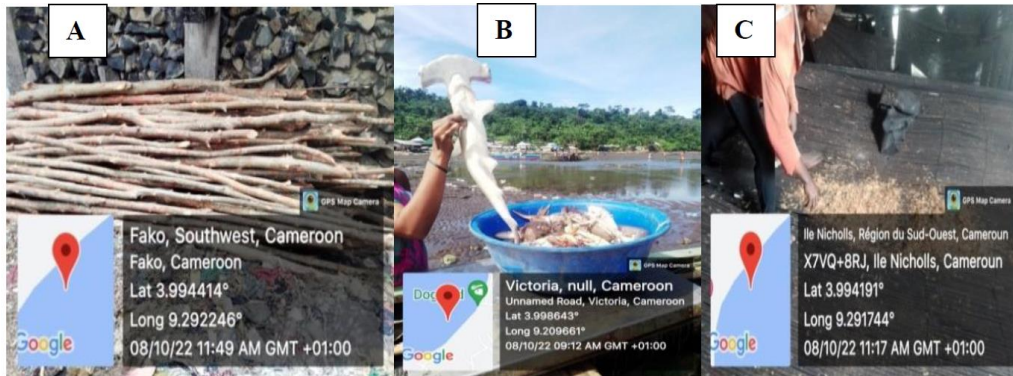 A
GPS Map Camera
Fako, Southwest, Cameroon
Fako, Cameroon
Lat 3.994414°
Long 9.292246°
08/10/22 11:49 AM GMT +01:00
Google
B
GPS Map Camera
Victoria, null, Cameroon
Unnamed Road, Victoria, Cameroon
Lat 3.998643°
Long 9.209661°
08/10/22 09:12 AM GMT +01:00
Google
C
GPS Map Camera
Ile Nicholls, Région du Sud-Ouest, Cameroun
X7VQ+8RJ, Ile Nicholls, Cameroun
Lat 3.994191°
Long 9.291744°
08/10/22 11:17 AM GMT +01:00
Google